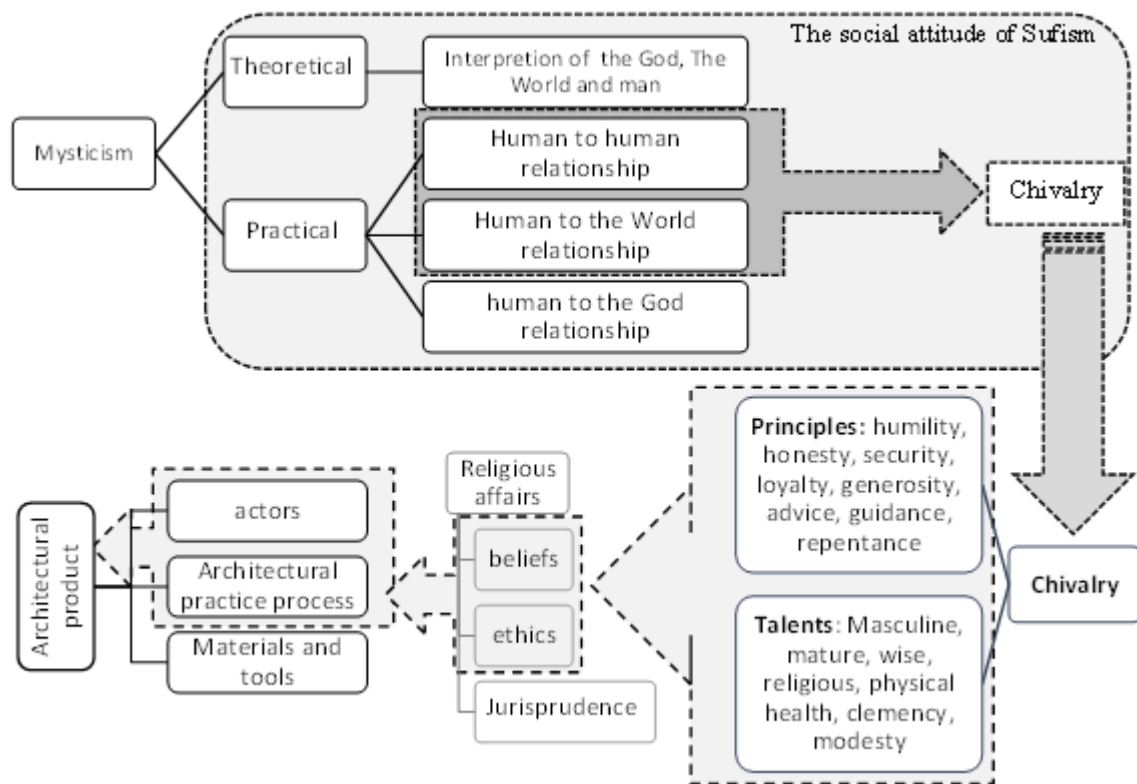 The social attitude of Sufism
Theoretical
Interpretion of the God, The
World and man
Mysticism
Human to human
relationship
Chivalry
Practical
Human to the World
relationship
human to the God
relationship
Principles: humility,
honesty, security,
loyalty, generosity,
advice, guidance,
repentance
Religious
affairs
actors
beliefs
Architectural
product
Architectural
practice process
Chivalry
ethics
Talents: Masculine,
mature, wise,
religious, physical
health, clemency,
modesty
Materials and
tools
Jurisprudence